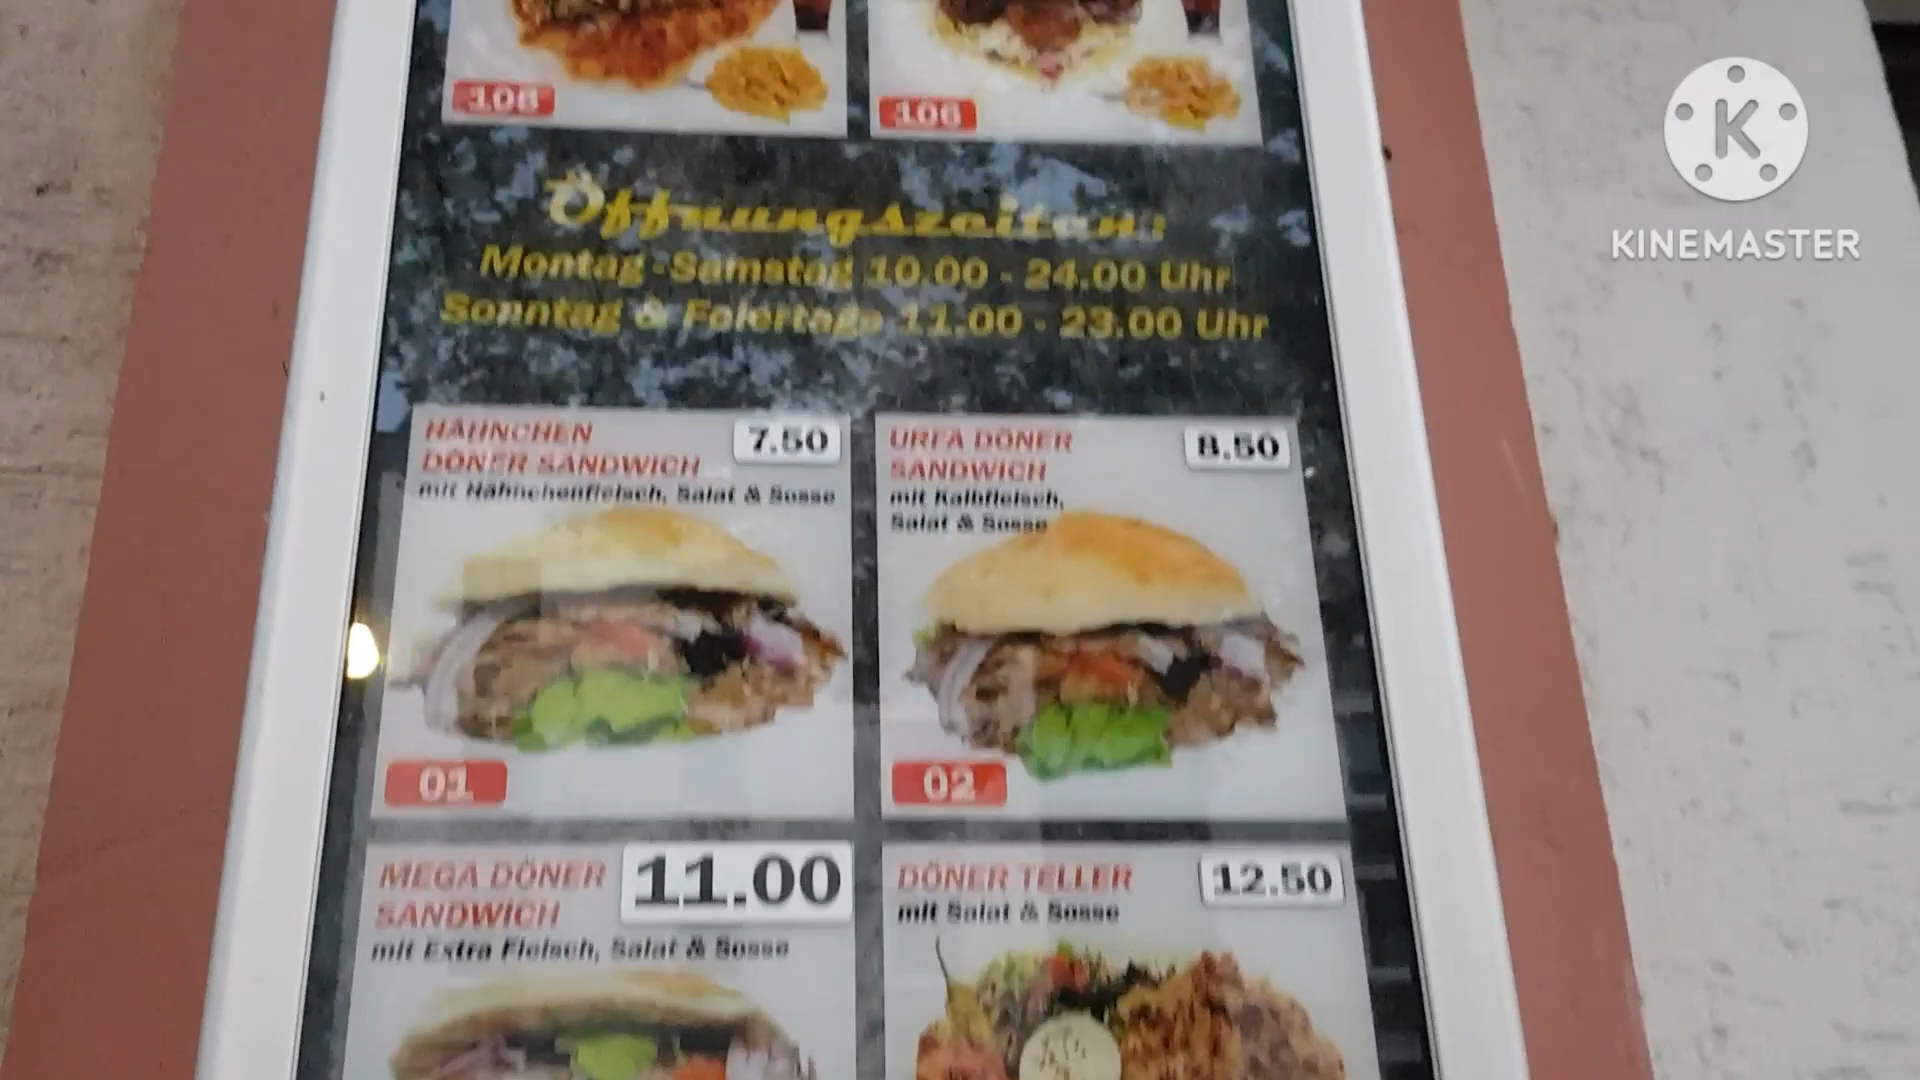 106
106
Öffnungszeiten:
Montag - Samstag 10.00 - 24.00 Uhr
Sonntag & Feiertage 11.00 - 23.00 Uhr
HÄHNCHEN
DÖNER SANDWICH
7.50
mit Hähnchenfleisch, Salat & Sosse
01
URFA DÖNER
SANDWICH
8.50
mit Kalbfleisch,
Salat & Sosse
02
MEGA DÖNER
SANDWICH
11.00
mit Extra Fleisch, Salat & Sosse
DÖNER TELLER
12.50
mit Salat & Sosse
K
KINEMASTER